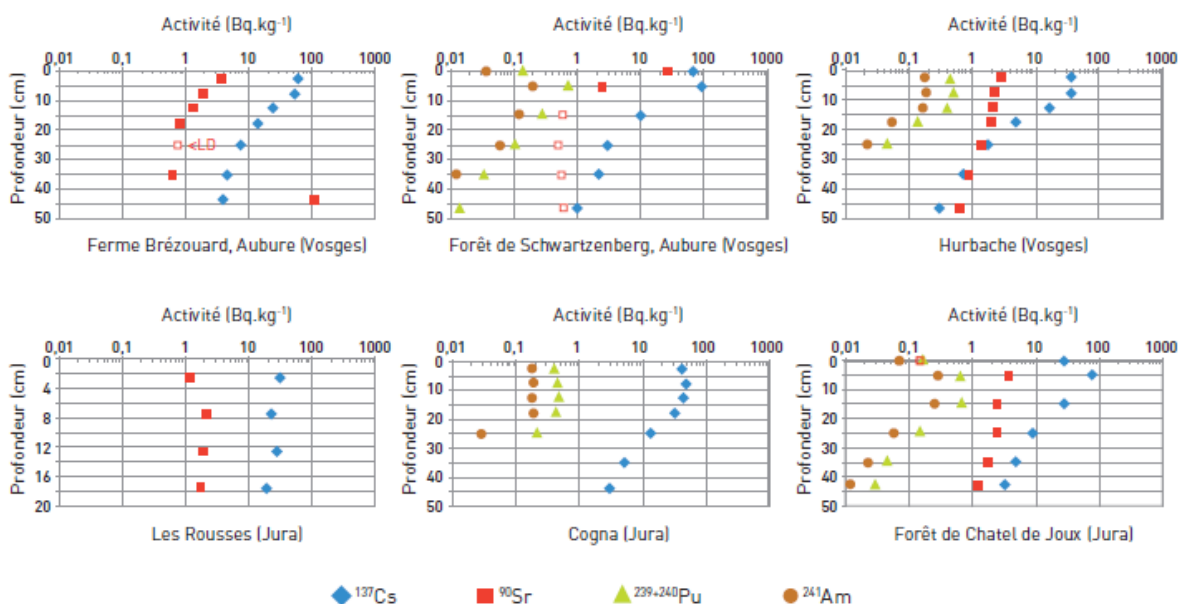 Activité (Bq.kg⁻¹)
0,01 0,1 1 10 100 1000
Profondeur (cm)
0
10
20
30
40
50
<LD
Ferme Brézouard, Aubure (Vosges)
Activité (Bq.kg⁻¹)
0,01 0,1 1 10 100 1000
Profondeur (cm)
0
10
20
30
40
50
Forêt de Schwartzenberg, Aubure (Vosges)
Activité (Bq.kg⁻¹)
0,01 0,1 1 10 100 1000
Profondeur (cm)
0
10
20
30
40
50
Hurbache (Vosges)
Activité (Bq.kg⁻¹)
0,01 0,1 1 10 100 1000
Profondeur (cm)
0
4
8
12
16
20
Les Rousses (Jura)
Activité (Bq.kg⁻¹)
0,01 0,1 1 10 100 1000
Profondeur (cm)
0
10
20
30
40
50
Cogna (Jura)
Activité (Bq.kg⁻¹)
0,01 0,1 1 10 100 1000
Profondeur (cm)
0
10
20
30
40
50
Forêt de Chatel de Joux (Jura)
¹³⁷Cs ⁹⁰Sr ²³⁹⁺²⁴⁰Pu ²⁴¹Am